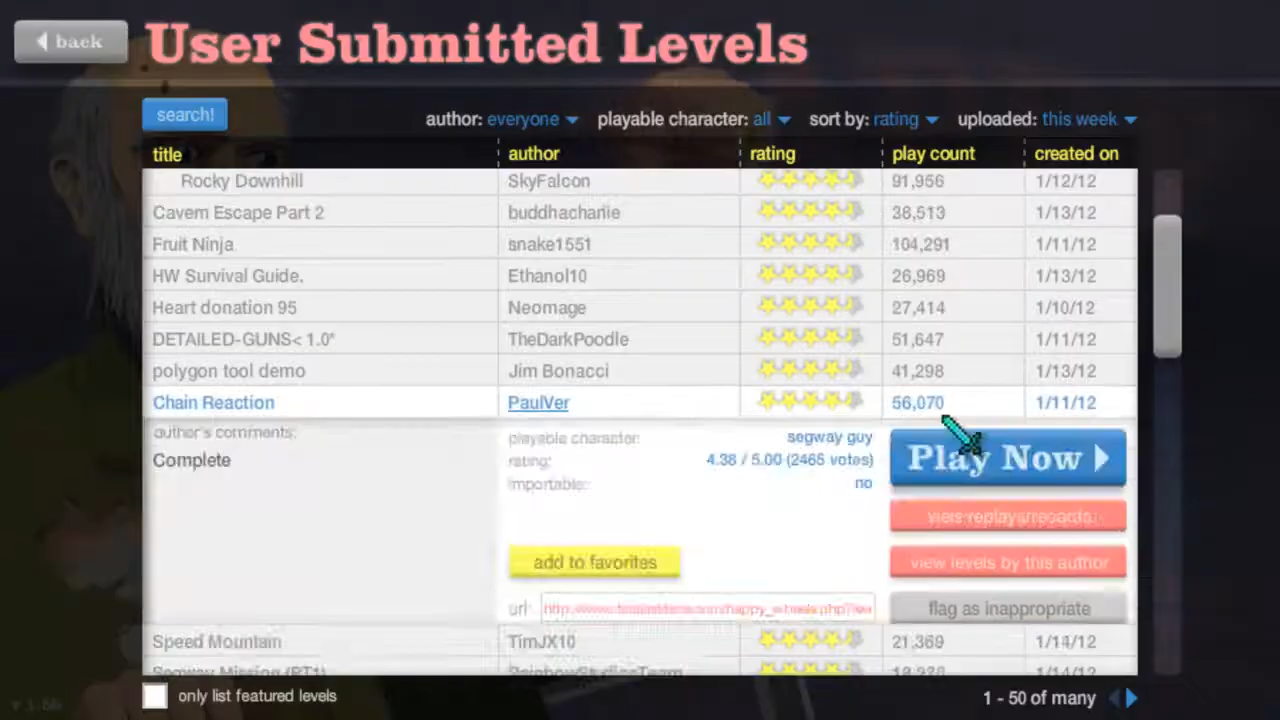 back
User Submitted Levels
search!
author: everyone playable character: all sort by: rating uploaded: this week
title author rating play count created on
Rocky Downhill SkyFalcon 91,956 1/12/12
Cavern Escape Part 2 buddhacharlie 38,513 1/13/12
Fruit Ninja snake1551 104,291 1/11/12
HW Survival Guide. Ethanol10 26,969 1/13/12
Heart donation 95 Neomage 27,414 1/10/12
DETAILED-GUNS< 1.0* TheDarkPoodle 51,647 1/11/12
polygon tool demo Jim Bonacci 41,298 1/13/12
Chain Reaction PaulVer 56,070 1/11/12
author's comments:
Complete
playable character: segway guy
rating: 4.38 / 5.00 (2465 votes)
importable: no
Play Now
view replays/records
view levels by this author
add to favorites
url:
flag as inappropriate
Speed Mountain TimJX10 21,369 1/14/12
Segway Mission (PT1) 1/14/12
only list featured levels
1 - 50 of many